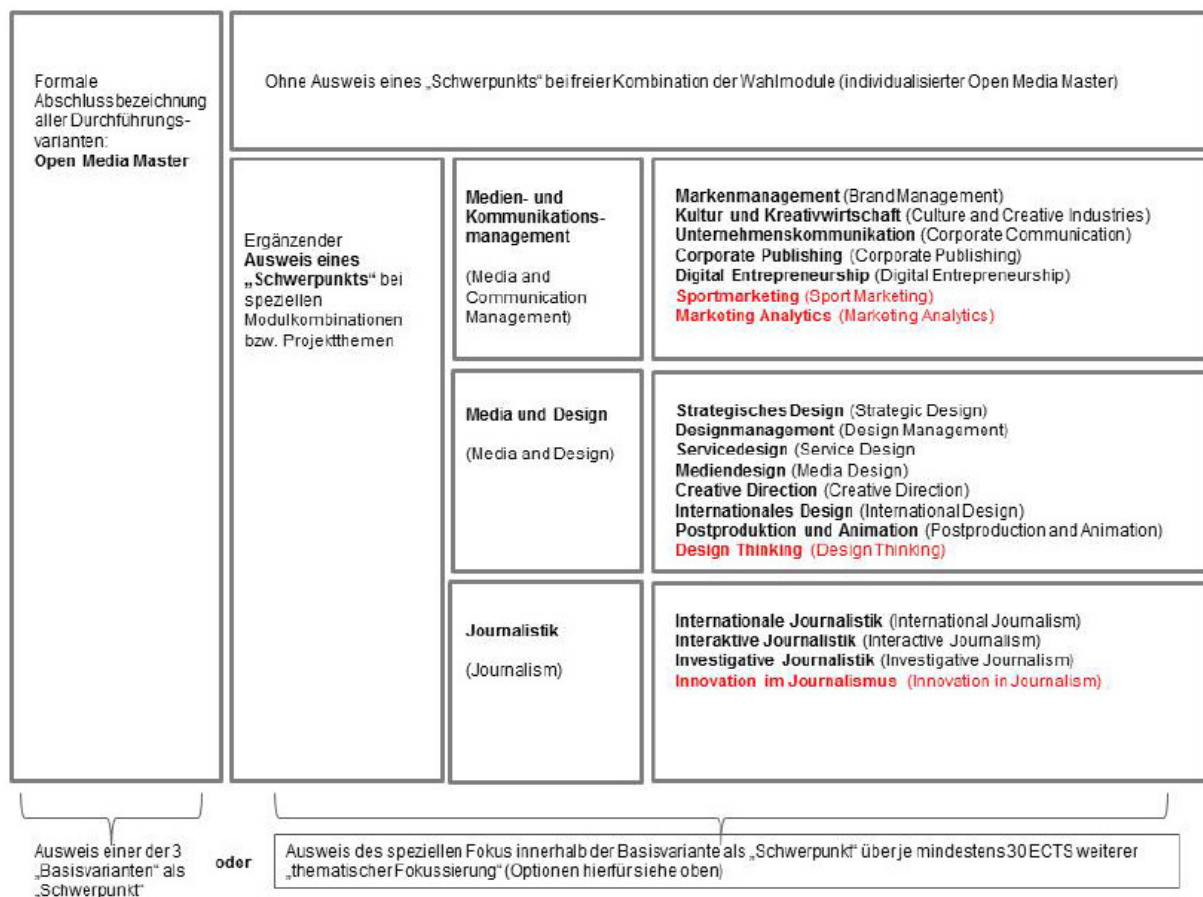 Formale
Abschlussbezeichnung
aller Durchführungs-
varianten:
Open Media Master
Ohne Ausweis eines „Schwerpunkts“ bei freier Kombination der Wahlmodule (individualisierter Open Media Master)
Ergänzender
Ausweis eines
„Schwerpunkts“ bei
speziellen
Modulkombinationen
bzw. Projektthemen
Medien- und
Kommunikations-
management
(Media and
Communication
Management)
Markenmanagement (Brand Management)
Kultur und Kreativwirtschaft (Culture and Creative Industries)
Unternehmenskommunikation (Corporate Communication)
Corporate Publishing (Corporate Publishing)
Digital Entrepreneurship (Digital Entrepreneurship)
Sportmarketing (Sport Marketing)
Marketing Analytics (Marketing Analytics)
Media und Design
(Media and Design)
Strategisches Design (Strategic Design)
Designmanagement (Design Management)
Servicedesign (Service Design
Mediendesign (Media Design)
Creative Direction (Creative Direction)
Internationales Design (International Design)
Postproduktion und Animation (Postproduction and Animation)
Design Thinking (Design Thinking)
Journalistik
(Journalism)
Internationale Journalistik (International Journalism)
Interaktive Journalistik (Interactive Journalism)
Investigative Journalistik (Investigative Journalism)
Innovation im Journalismus (Innovation in Journalism)
Ausweis einer der 3
„Basisvarianten“ als
„Schwerpunkt“
oder
Ausweis des speziellen Fokus innerhalb der Basisvariante als „Schwerpunkt“ über je mindestens 30 ECTS weiterer
„thematischer Fokussierung“ (Optionen hierfür siehe oben)